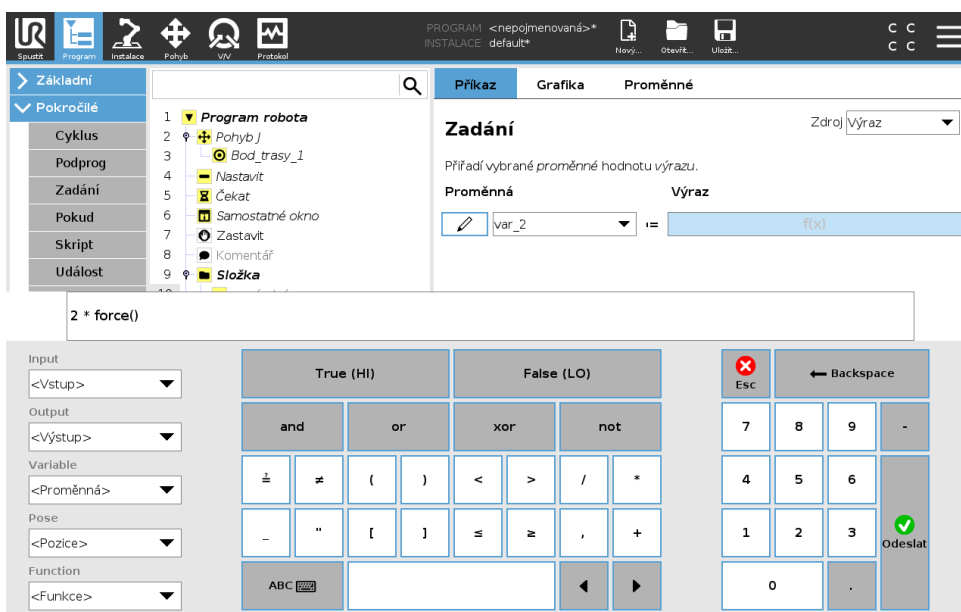 PROGRAM <nepojmenovaná>*
INSTALACE default*
Spustit
Program
Instalace
Pohyb
V/V
Protokol
Nový...
Otevřít...
Uložit...
C C
C C
Základní
Pokročilé
Cyklus
Podprog
Zadání
Pokud
Skript
Událost
1 Program robota
2 Pohyb J
3 Bod_trasy_1
4 Nastavit
5 Čekat
6 Samostatné okno
7 Zastavit
8 Komentář
9 Složka
Příkaz
Grafika
Proměnné
Zadání
Zdroj Výraz
Přiřadí vybrané proměnné hodnotu výrazu.
Proměnná
Výraz
var_2
:=
f(x)
2 * force()
Input
<Vstup>
Output
<Výstup>
Variable
<Proměnná>
Pose
<Pozice>
Function
<Funkce>
True (HI)
False (LO)
and
or
xor
not
≟ ≠ ( ) < > / *
_ " [ ] ≤ ≥ , +
ABC
Esc
Backspace
7 8 9 -
4 5 6
1 2 3
Odeslat
0 .